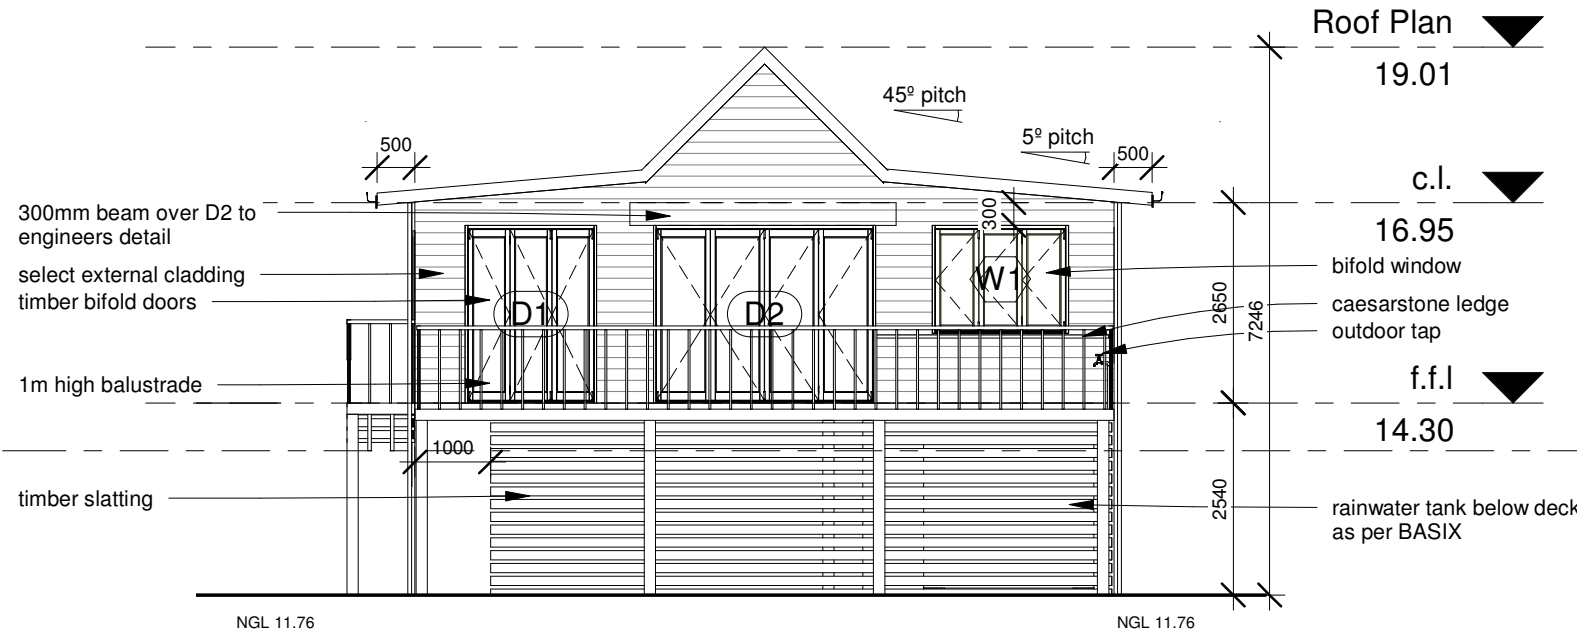 Roof Plan
19.01
45º pitch
5º pitch
500
500
c.l.
16.95
300mm beam over D2 to
engineers detail
300
select external cladding
timber bifold doors
bifold window
W1
D1
D2
caesarstone ledge
outdoor tap
2650
7246
1m high balustrade
f.f.l
14.30
1000
timber slatting
2540
rainwater tank below deck
as per BASIX
NGL 11.76
NGL 11.76